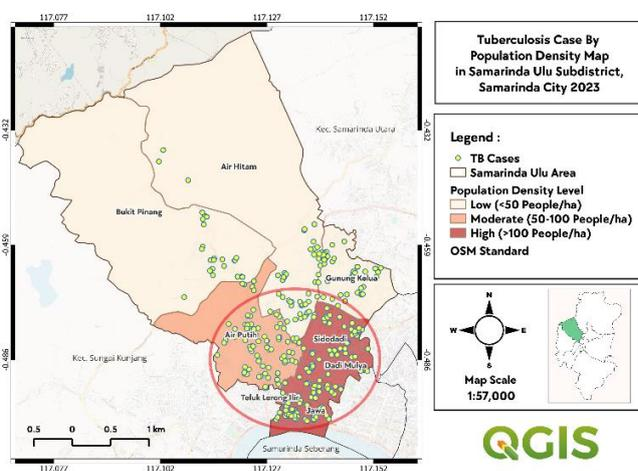 117.077 117.102 117.127 117.152
Tuberculosis Case By
Population Density Map
in Samarinda Ulu Subdistrict,
Samarinda City 2023
-0.432
-0.432
Kec. Samarinda Utara
Air Hitam
Bukit Pinang
Legend :
TB Cases
Samarinda Ulu Area
Population Density Level
Low (<50 People/ha)
Moderate (50-100 People/ha)
High (>100 People/ha)
OSM Standard
-0.459
-0.459
Gunung Kelua
Air Putih
Sidodadi
Kec. Sungai Kunjang
-0.486
-0.486
Dadi Mulya
Teluk Lerong Ilir
Jawa
N
W E
S
Map Scale
1:57,000
0.5 0 0.5 1 km
Samarinda Seberang
QGIS
117.077 117.102 117.127 117.152